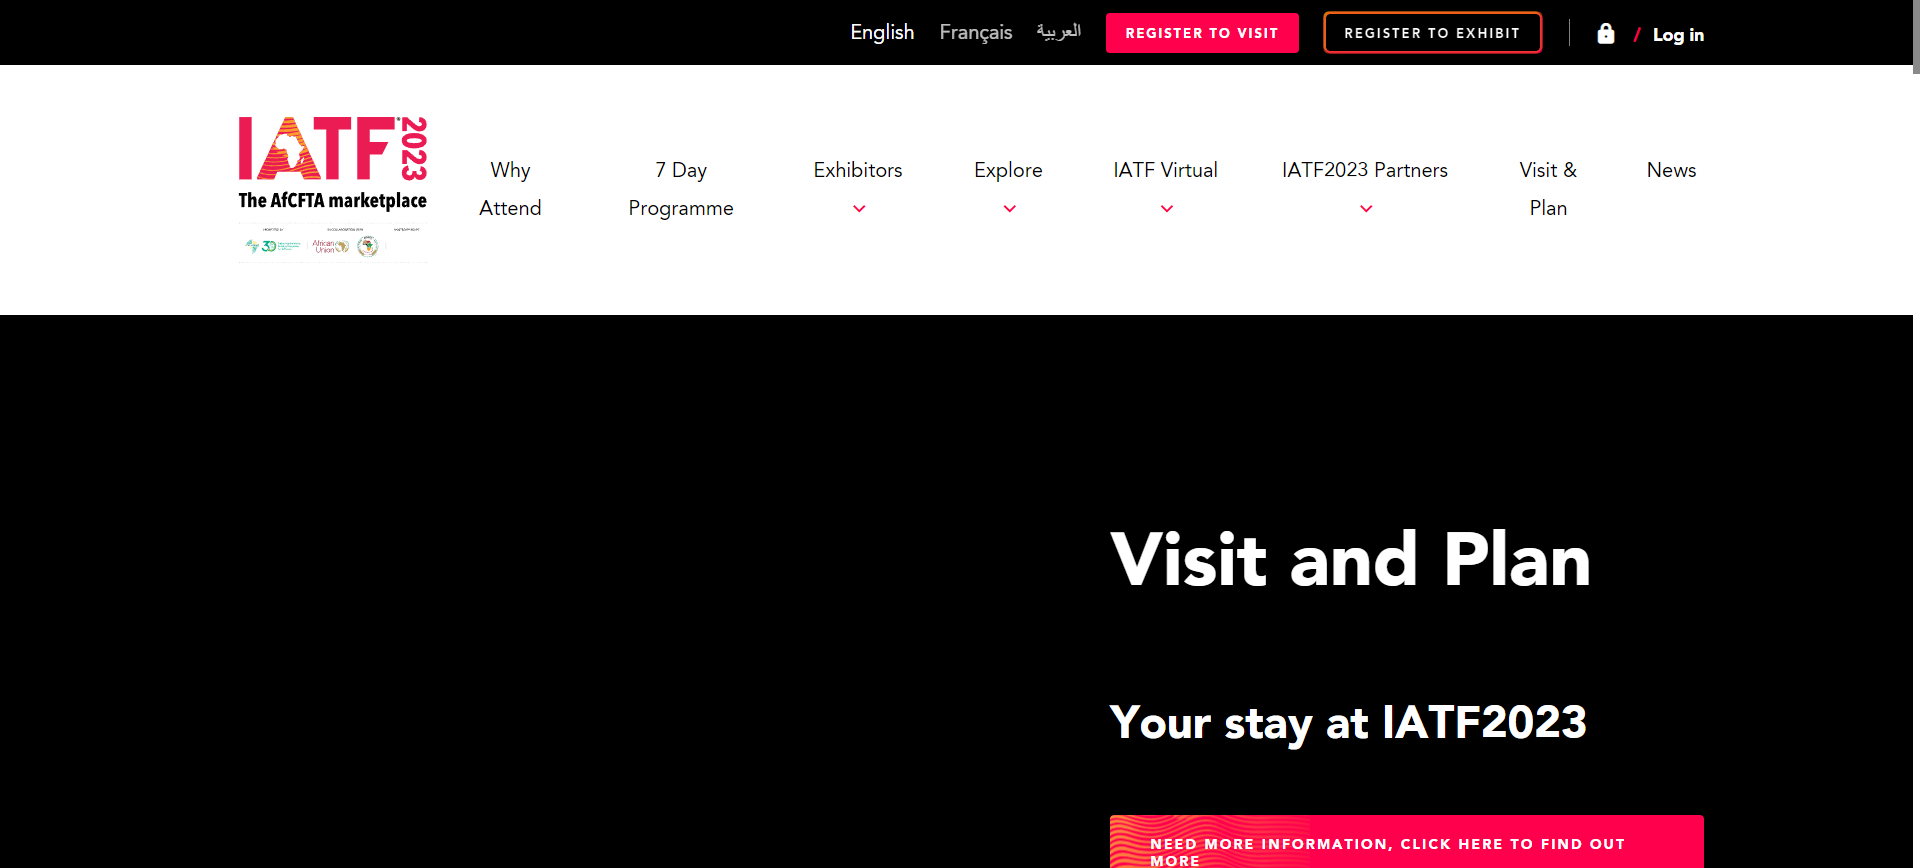 English Français العربية REGISTER TO VISIT REGISTER TO EXHIBIT / Log in
IATF 2023
The AfCFTA marketplace
African Union
Why Attend
7 Day Programme
Exhibitors
Explore
IATF Virtual
IATF2023 Partners
Visit & Plan
News
Visit and Plan
Your stay at IATF2023
NEED MORE INFORMATION, CLICK HERE TO FIND OUT
MORE